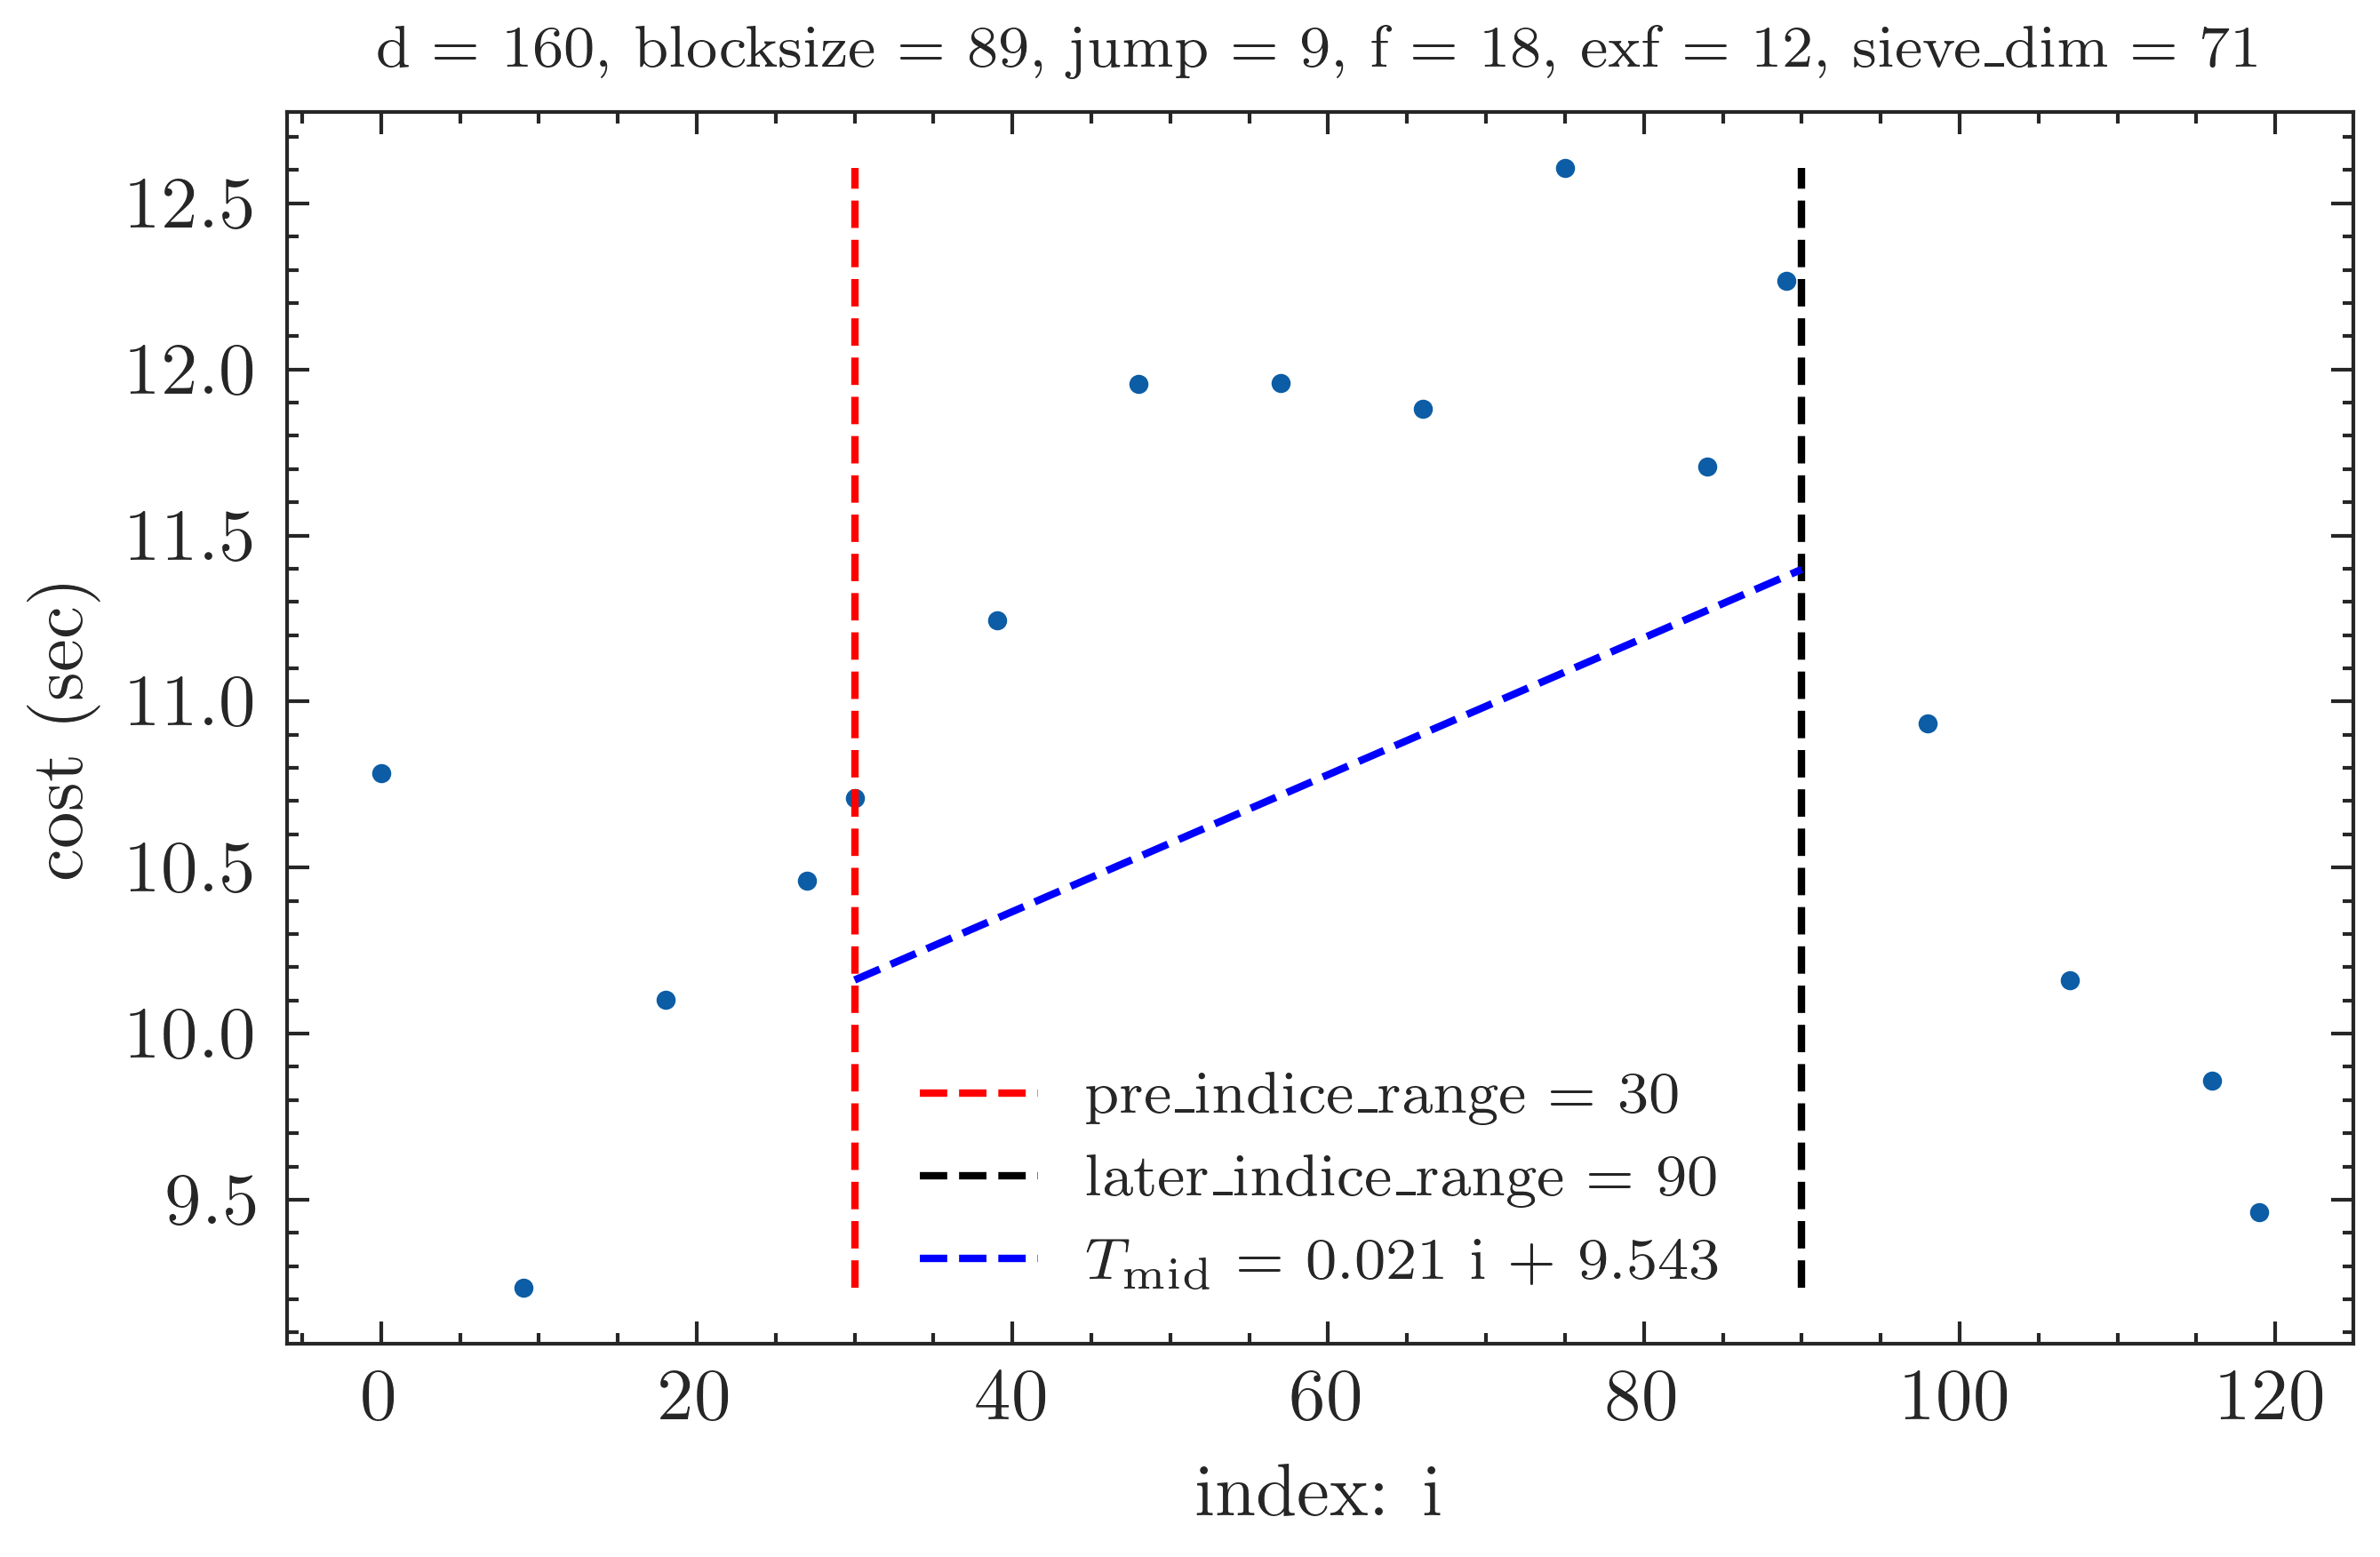 d = 160, blocksize = 89, jump = 9, f = 18, exf = 12, sieve_dim = 71
cost (sec)
12.5
12.0
11.5
11.0
10.5
10.0
9.5
pre_indice_range = 30
later_indice_range = 90
T_mid = 0.021 i + 9.543
0 20 40 60 80 100 120
index: i